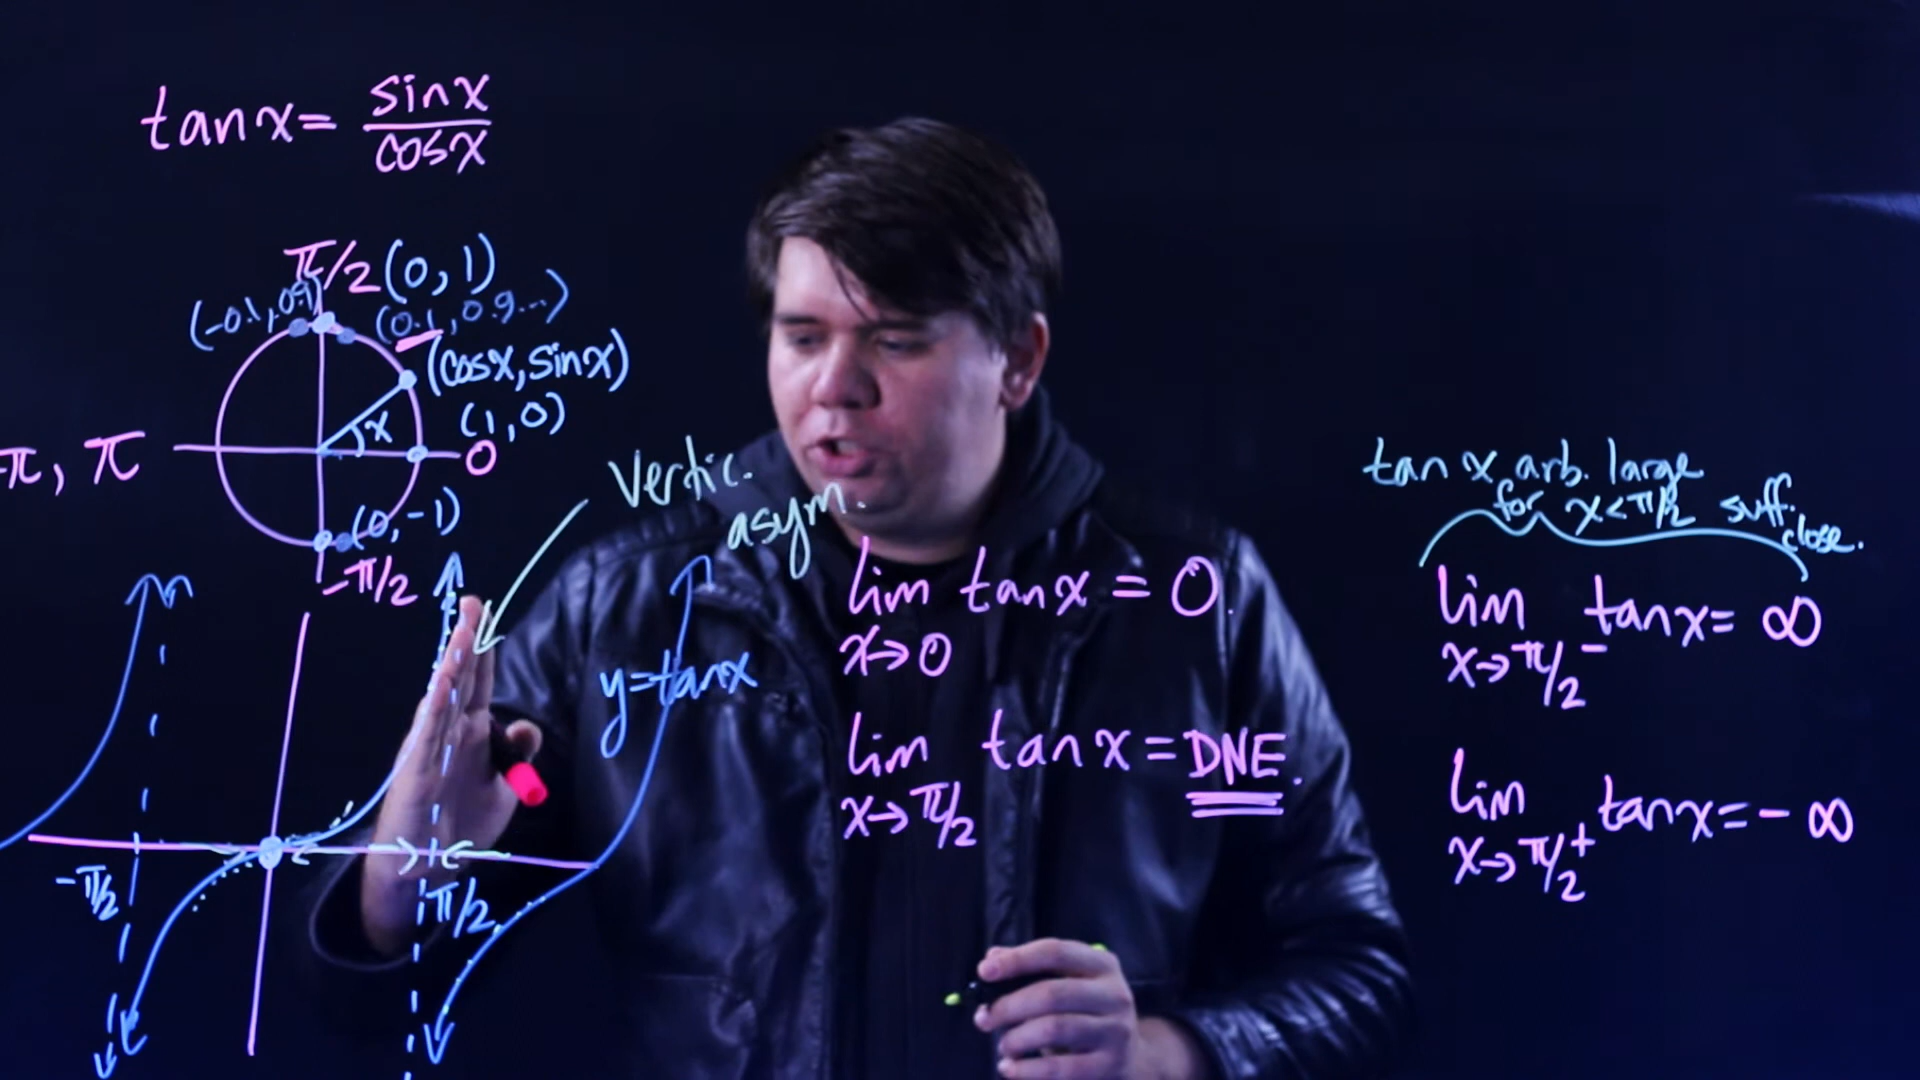 tan x = sin x / cos x
π/2 (0, 1)
(-0.1, 0.9) (0.1, 0.9...)
(cos x, sin x)
x (1, 0)
-π, π 0
(0, -1)
-π/2
vertic.
asym.
y = tan x
-π/2 π/2
lim tan x = 0.
x→0
lim tan x = DNE.
x→π/2
tan x arb. large
for x<π/2 suff.
close.
lim tan x = ∞
x→π/2⁻
lim tan x = -∞
x→π/2⁺